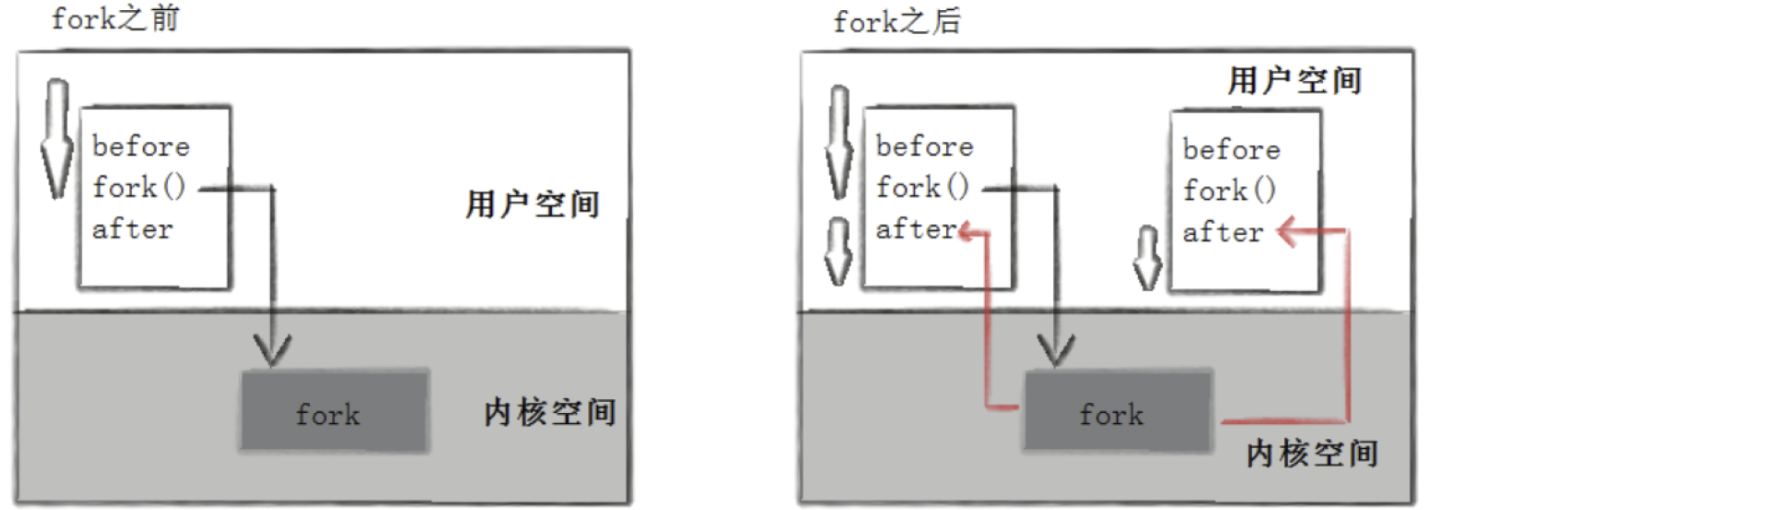 fork之前
before
fork()
after
用户空间
fork
内核空间
fork之后
用户空间
before
fork()
after
before
fork()
after
fork
内核空间